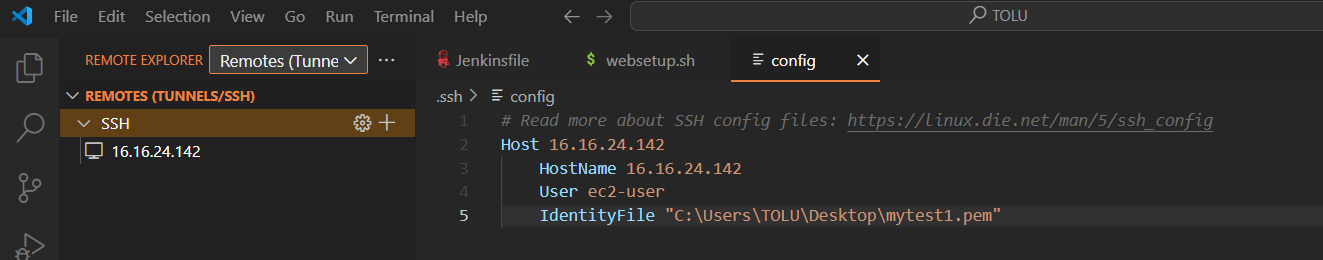 File Edit Selection View Go Run Terminal Help TOLU
REMOTE EXPLORER Remotes (Tunne
Jenkinsfile websetup.sh config
REMOTES (TUNNELS/SSH)
.ssh > config
SSH
16.16.24.142
1 # Read more about SSH config files: https://linux.die.net/man/5/ssh_config
2 Host 16.16.24.142
3 HostName 16.16.24.142
4 User ec2-user
5 IdentityFile "C:\Users\TOLU\Desktop\mytest1.pem"